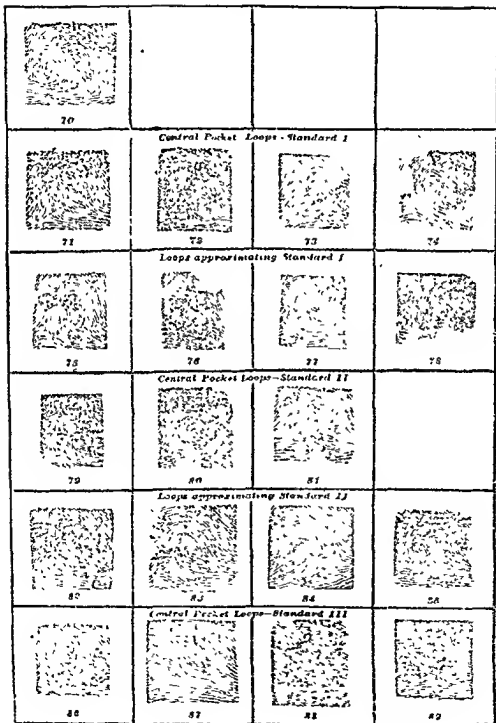 70
Central Pocket Loops - Standard I
71 72 73 74
Loops approximating Standard I
75 76 77 78
Central Pocket Loops—Standard II
79 80 81
Loops approximating Standard II
82 83 84 85
Central Pocket Loops—Standard III
86 87 88 89